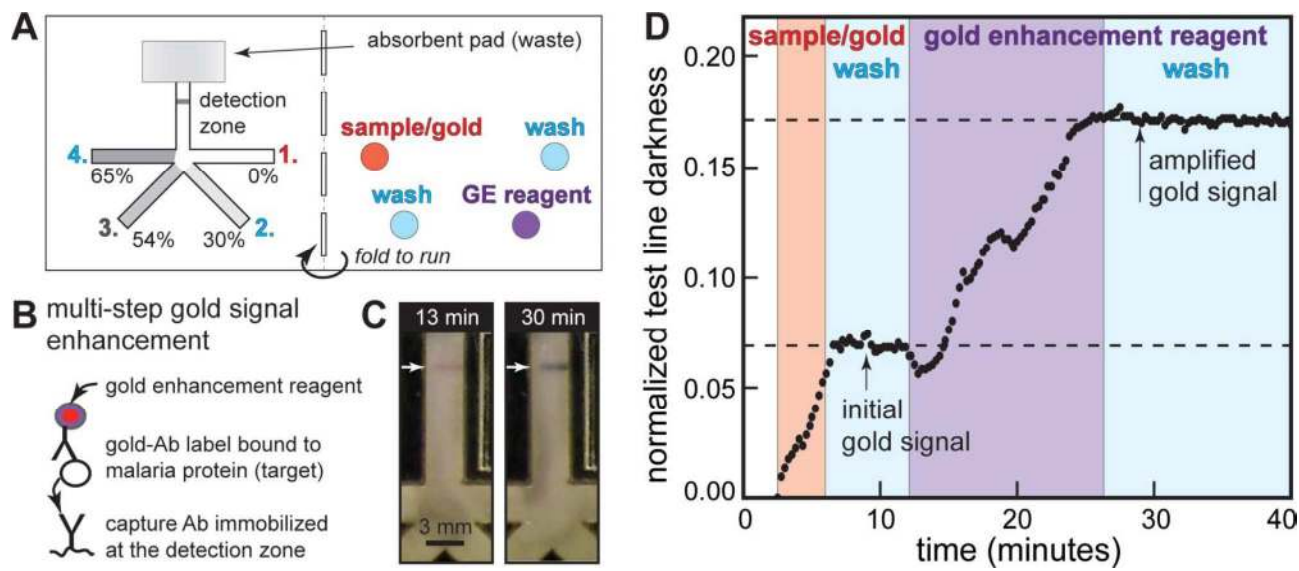 A
absorbent pad (waste)
detection
zone
4.
65%
1.
0%
3.
54%
30%
2.
sample/gold
wash
wash
GE reagent
fold to run
B multi-step gold signal
enhancement
gold enhancement reagent
gold-Ab label bound to
malaria protein (target)
capture Ab immobilized
at the detection zone
C
13 min
30 min
3 mm
D
sample/gold gold enhancement reagent
wash
wash
normalized test line darkness
0.20
0.15
0.10
0.05
0.00
amplified
gold signal
initial
gold signal
0
10
20
30
40
time (minutes)